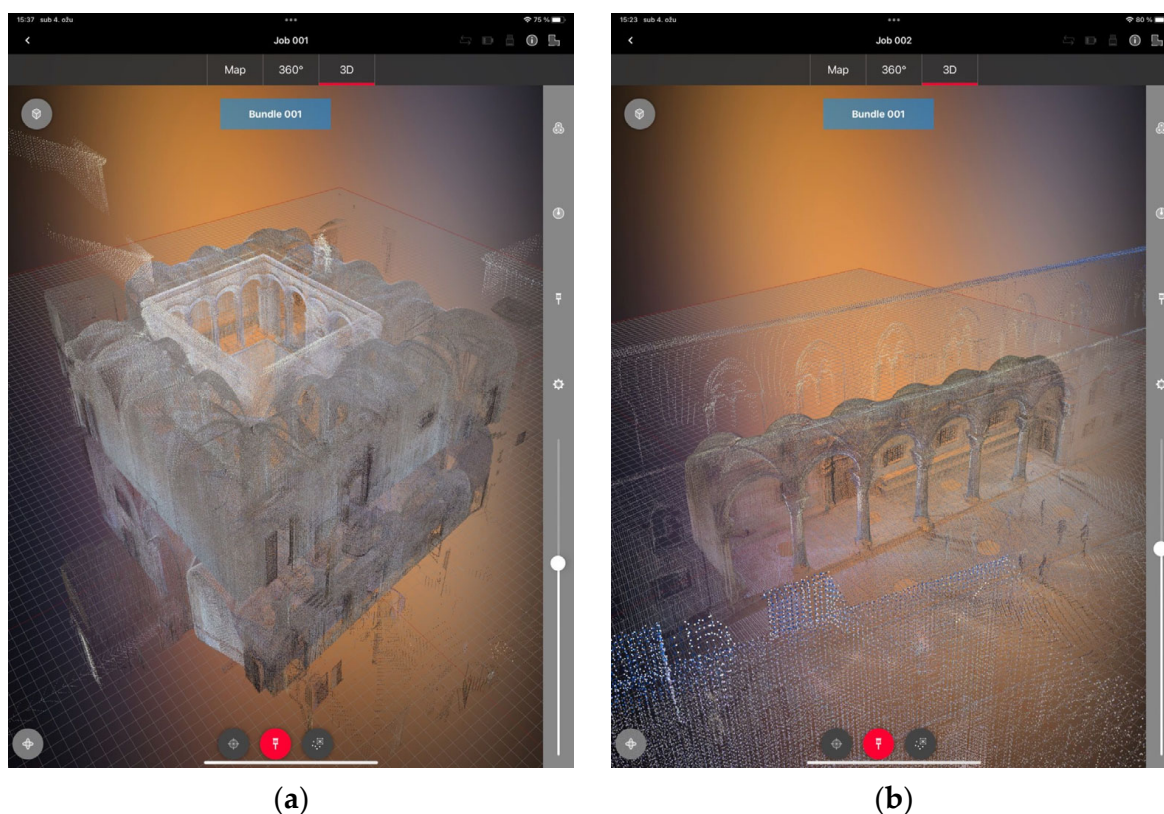 15:37 sub 4. ožu
75 %
Job 001
Map 360° 3D
Bundle 001
(a)
15:23 sub 4. ožu
80 %
Job 002
Map 360° 3D
Bundle 001
(b)